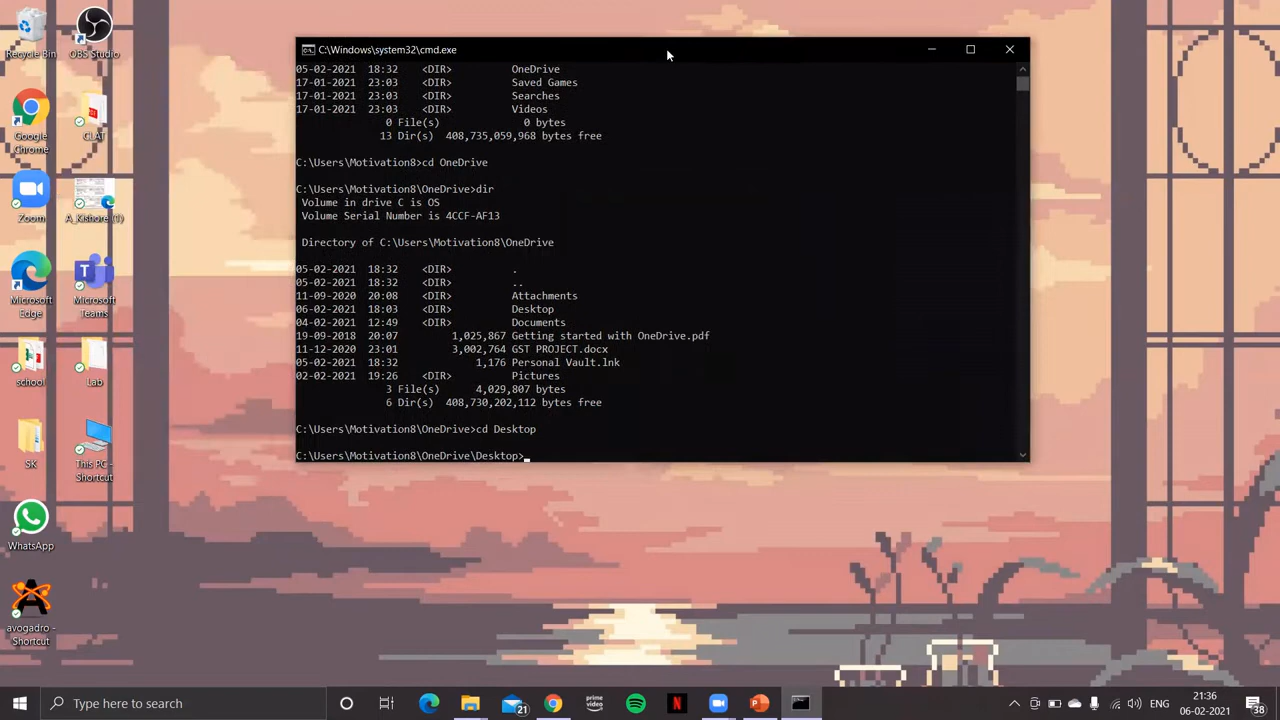 Recycle Bin
OBS Studio
Google Chrome
CLAT
Zoom
A_Kishore (1)
Microsoft Edge
Microsoft Teams
school
Lab
SK
This PC - Shortcut
WhatsApp
avogadro - Shortcut
C:\Windows\system32\cmd.exe
05-02-2021  18:32    <DIR>          OneDrive
17-01-2021  23:03    <DIR>          Saved Games
17-01-2021  23:03    <DIR>          Searches
17-01-2021  23:03    <DIR>          Videos
0 File(s)              0 bytes
13 Dir(s)  408,735,059,968 bytes free
C:\Users\Motivation8>cd OneDrive
C:\Users\Motivation8\OneDrive>dir
Volume in drive C is OS
Volume Serial Number is 4CCF-AF13
Directory of C:\Users\Motivation8\OneDrive
05-02-2021  18:32    <DIR>          .
05-02-2021  18:32    <DIR>          ..
11-09-2020  20:08    <DIR>          Attachments
06-02-2021  18:03    <DIR>          Desktop
04-02-2021  12:49    <DIR>          Documents
19-09-2018  20:07         1,025,867 Getting started with OneDrive.pdf
11-12-2020  23:01         3,002,764 GST PROJECT.docx
05-02-2021  18:32             1,176 Personal Vault.lnk
02-02-2021  19:26    <DIR>          Pictures
3 File(s)      4,029,807 bytes
6 Dir(s)  408,730,202,112 bytes free
C:\Users\Motivation8\OneDrive>cd Desktop
C:\Users\Motivation8\OneDrive\Desktop>
Type here to search
21
prime video
ENG
21:36
06-02-2021
38